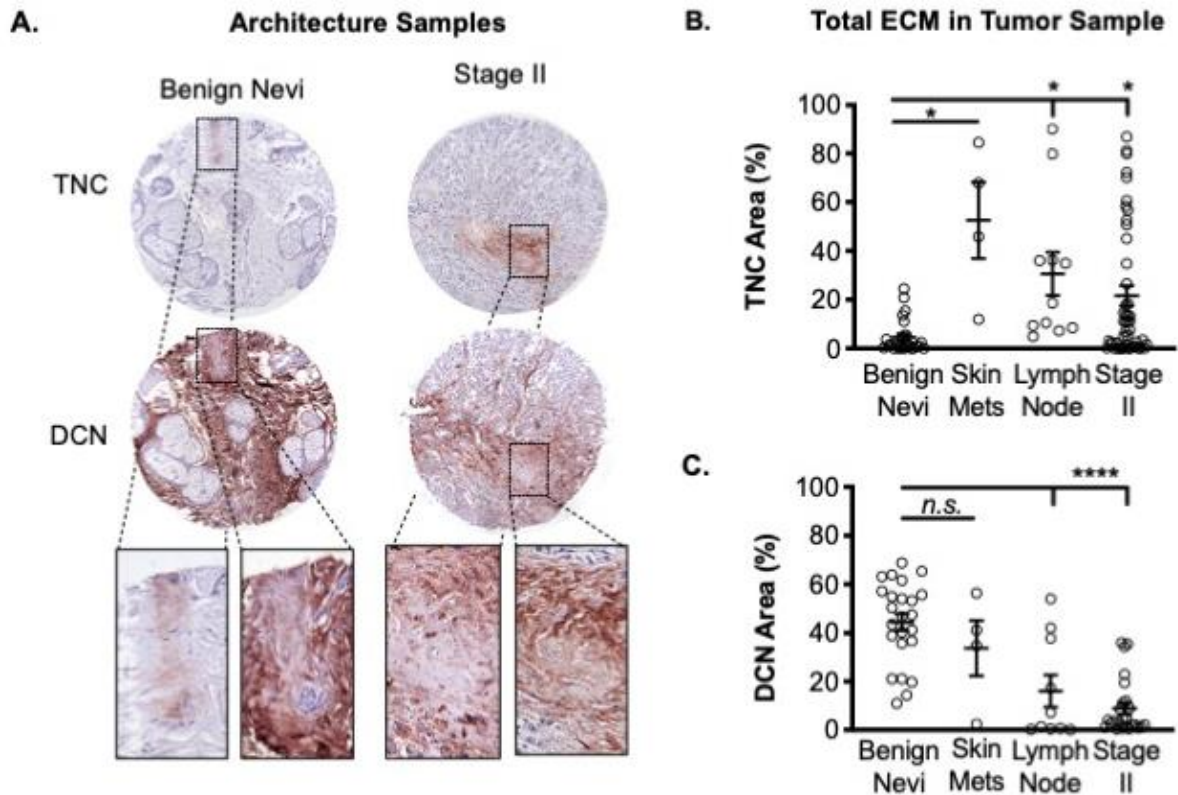 A.
Architecture Samples
Benign Nevi
Stage II
TNC
DCN
B.
Total ECM in Tumor Sample
*
*
*
TNC Area (%)
100
80
60
40
20
0
Benign Nevi
Skin Mets
Lymph Node
Stage II
C.
****
n.s.
DCN Area (%)
100
80
60
40
20
0
Benign Nevi
Skin Mets
Lymph Node
Stage II